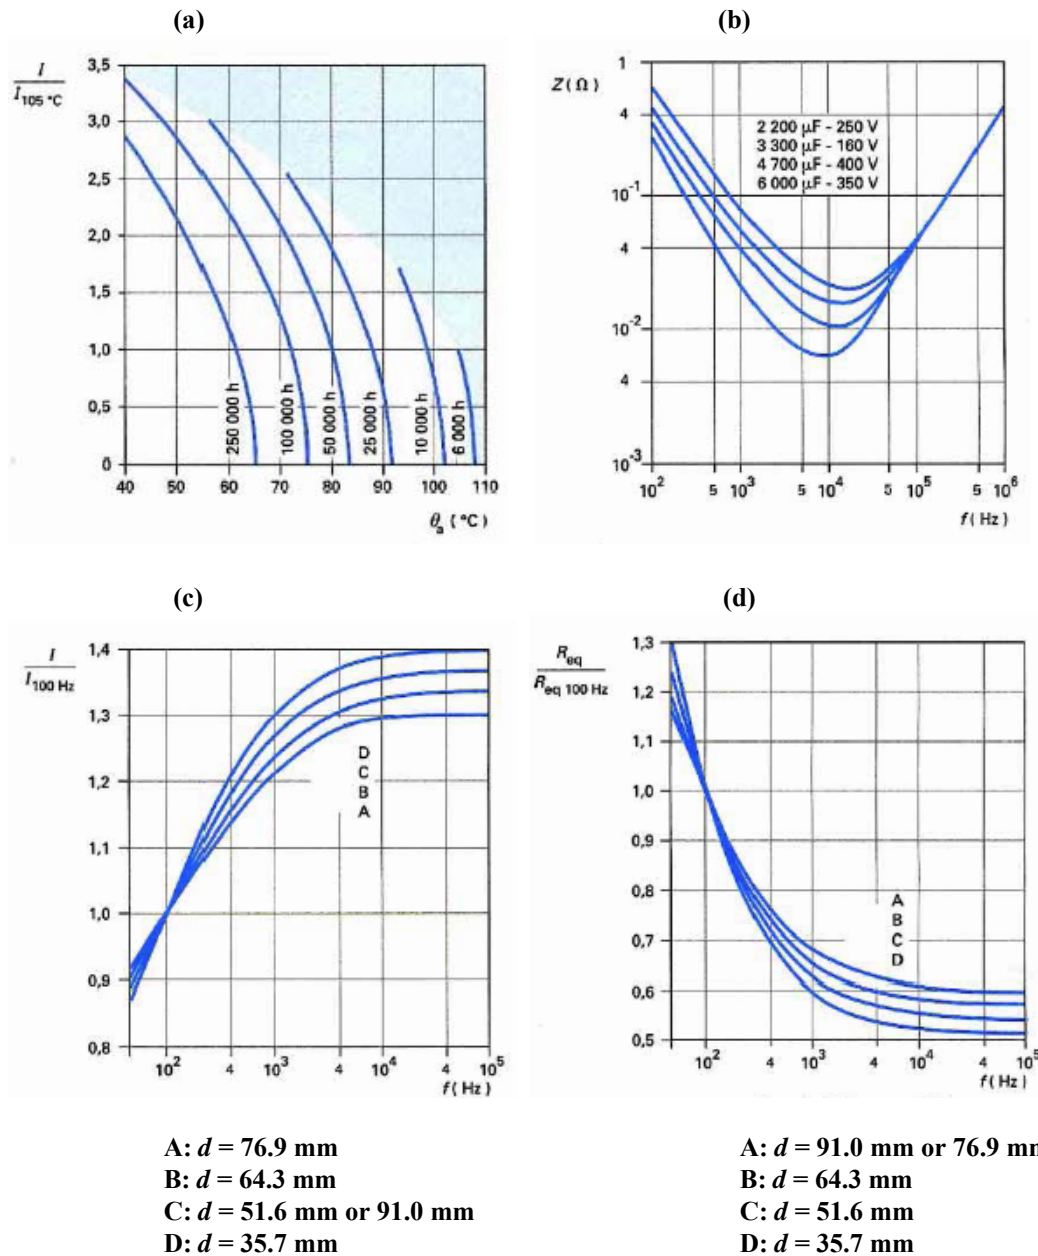 (a)
I / I105 °C
3,5
3,0
2,5
2,0
1,5
1,0
0,5
0
250 000 h
100 000 h
50 000 h
25 000 h
10 000 h
6 000 h
40 50 60 70 80 90 100 110
θa (°C)
(b)
Z (Ω)
1
4
10-1
4
10-2
4
10-3
2 200 µF - 250 V
3 300 µF - 160 V
4 700 µF - 400 V
6 000 µF - 350 V
10² 5 10³ 5 10⁴ 5 10⁵ 5 10⁶
f (Hz)
(c)
I / I100 Hz
1,4
1,3
1,2
1,1
1,0
0,9
0,8
D
C
B
A
10² 4 10³ 4 10⁴ 4 10⁵
f (Hz)
A: d = 76.9 mm
B: d = 64.3 mm
C: d = 51.6 mm or 91.0 mm
D: d = 35.7 mm
(d)
Req / Req 100 Hz
1,3
1,2
1,1
1,0
0,9
0,8
0,7
0,6
0,5
A
B
C
D
10² 4 10³ 4 10⁴ 4 10⁵
f (Hz)
A: d = 91.0 mm or 76.9 mm
B: d = 64.3 mm
C: d = 51.6 mm
D: d = 35.7 mm